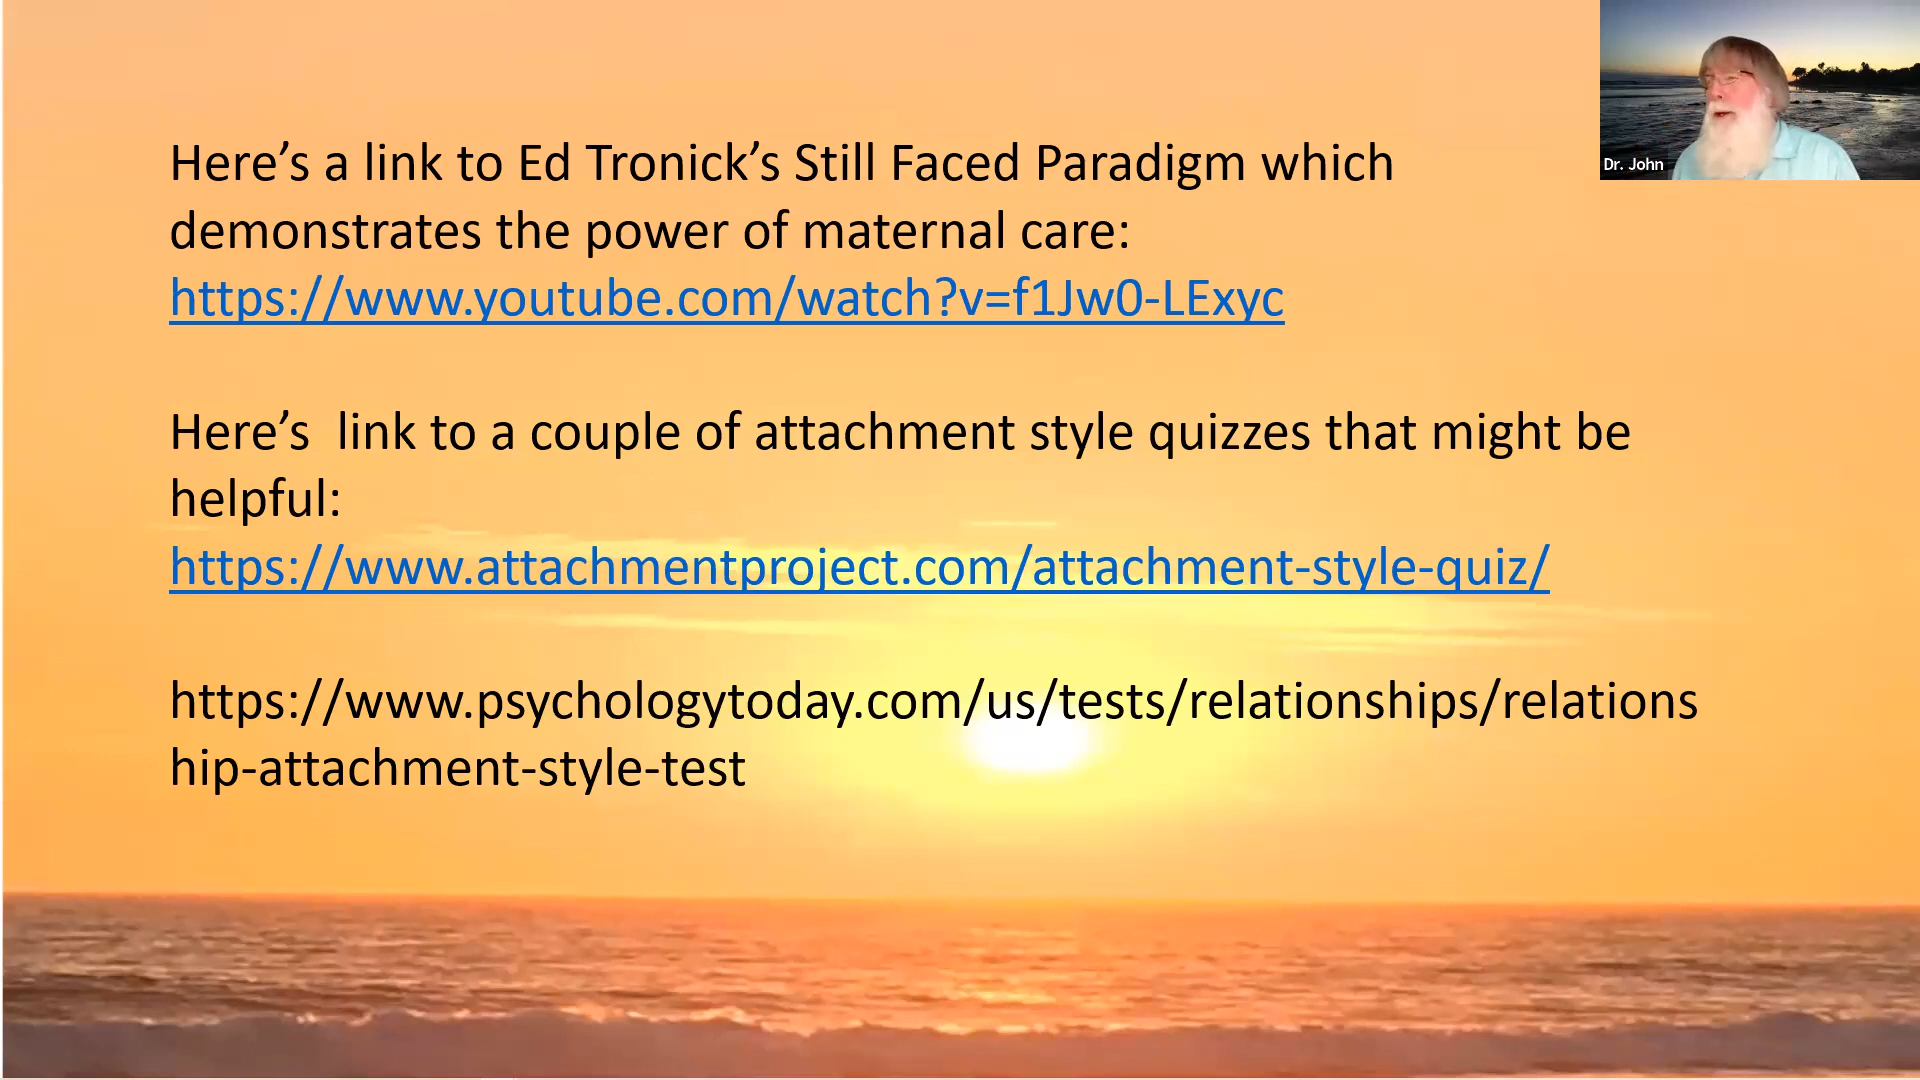 Here’s a link to Ed Tronick’s Still Faced Paradigm which
demonstrates the power of maternal care:
https://www.youtube.com/watch?v=f1Jw0-LExyc
Here’s  link to a couple of attachment style quizzes that might be
helpful:
https://www.attachmentproject.com/attachment-style-quiz/
https://www.psychologytoday.com/us/tests/relationships/relations
hip-attachment-style-test
Dr. John